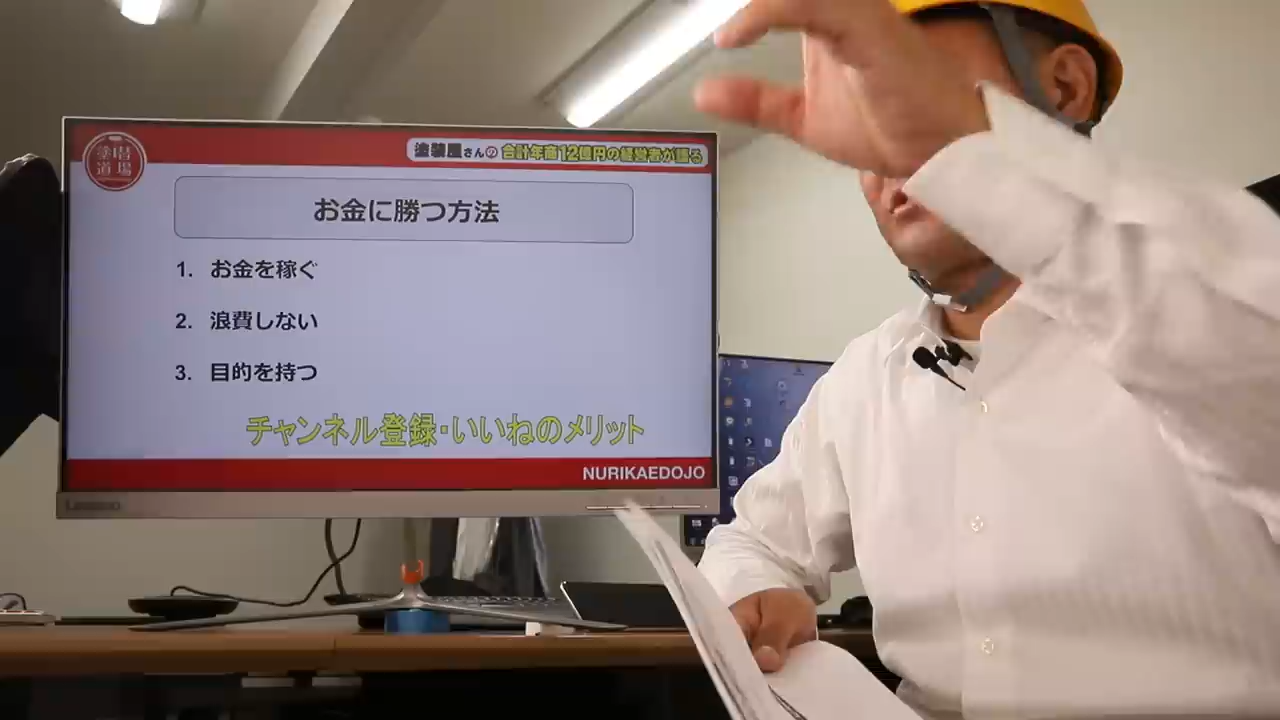 塗替
道場
塗装屋さんの 合計年商12億円の経営者が語る
お金に勝つ方法
1. お金を稼ぐ
2. 浪費しない
3. 目的を持つ
チャンネル登録・いいねのメリット
NURIKAEDOJO
Lenovo